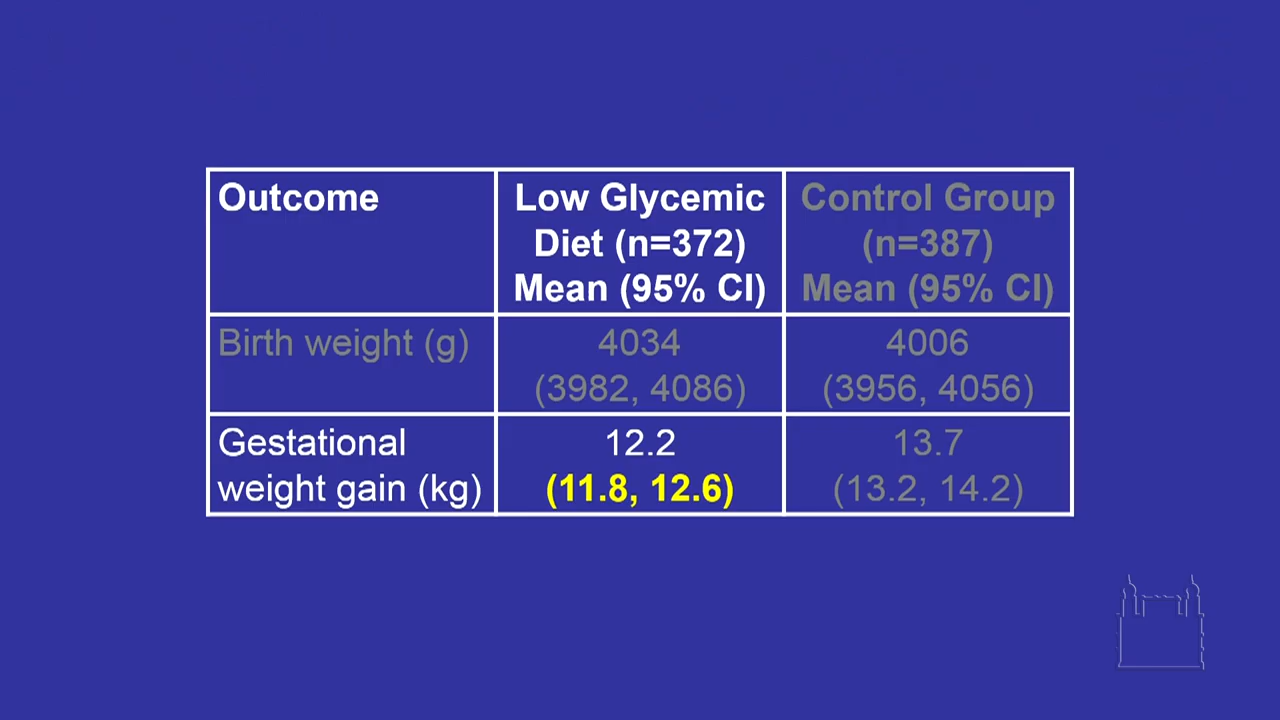 Outcome
Low Glycemic
Diet (n=372)
Mean (95% CI)
Control Group
(n=387)
Mean (95% CI)
Birth weight (g)
4034
(3982, 4086)
4006
(3956, 4056)
Gestational
weight gain (kg)
12.2
(11.8, 12.6)
13.7
(13.2, 14.2)